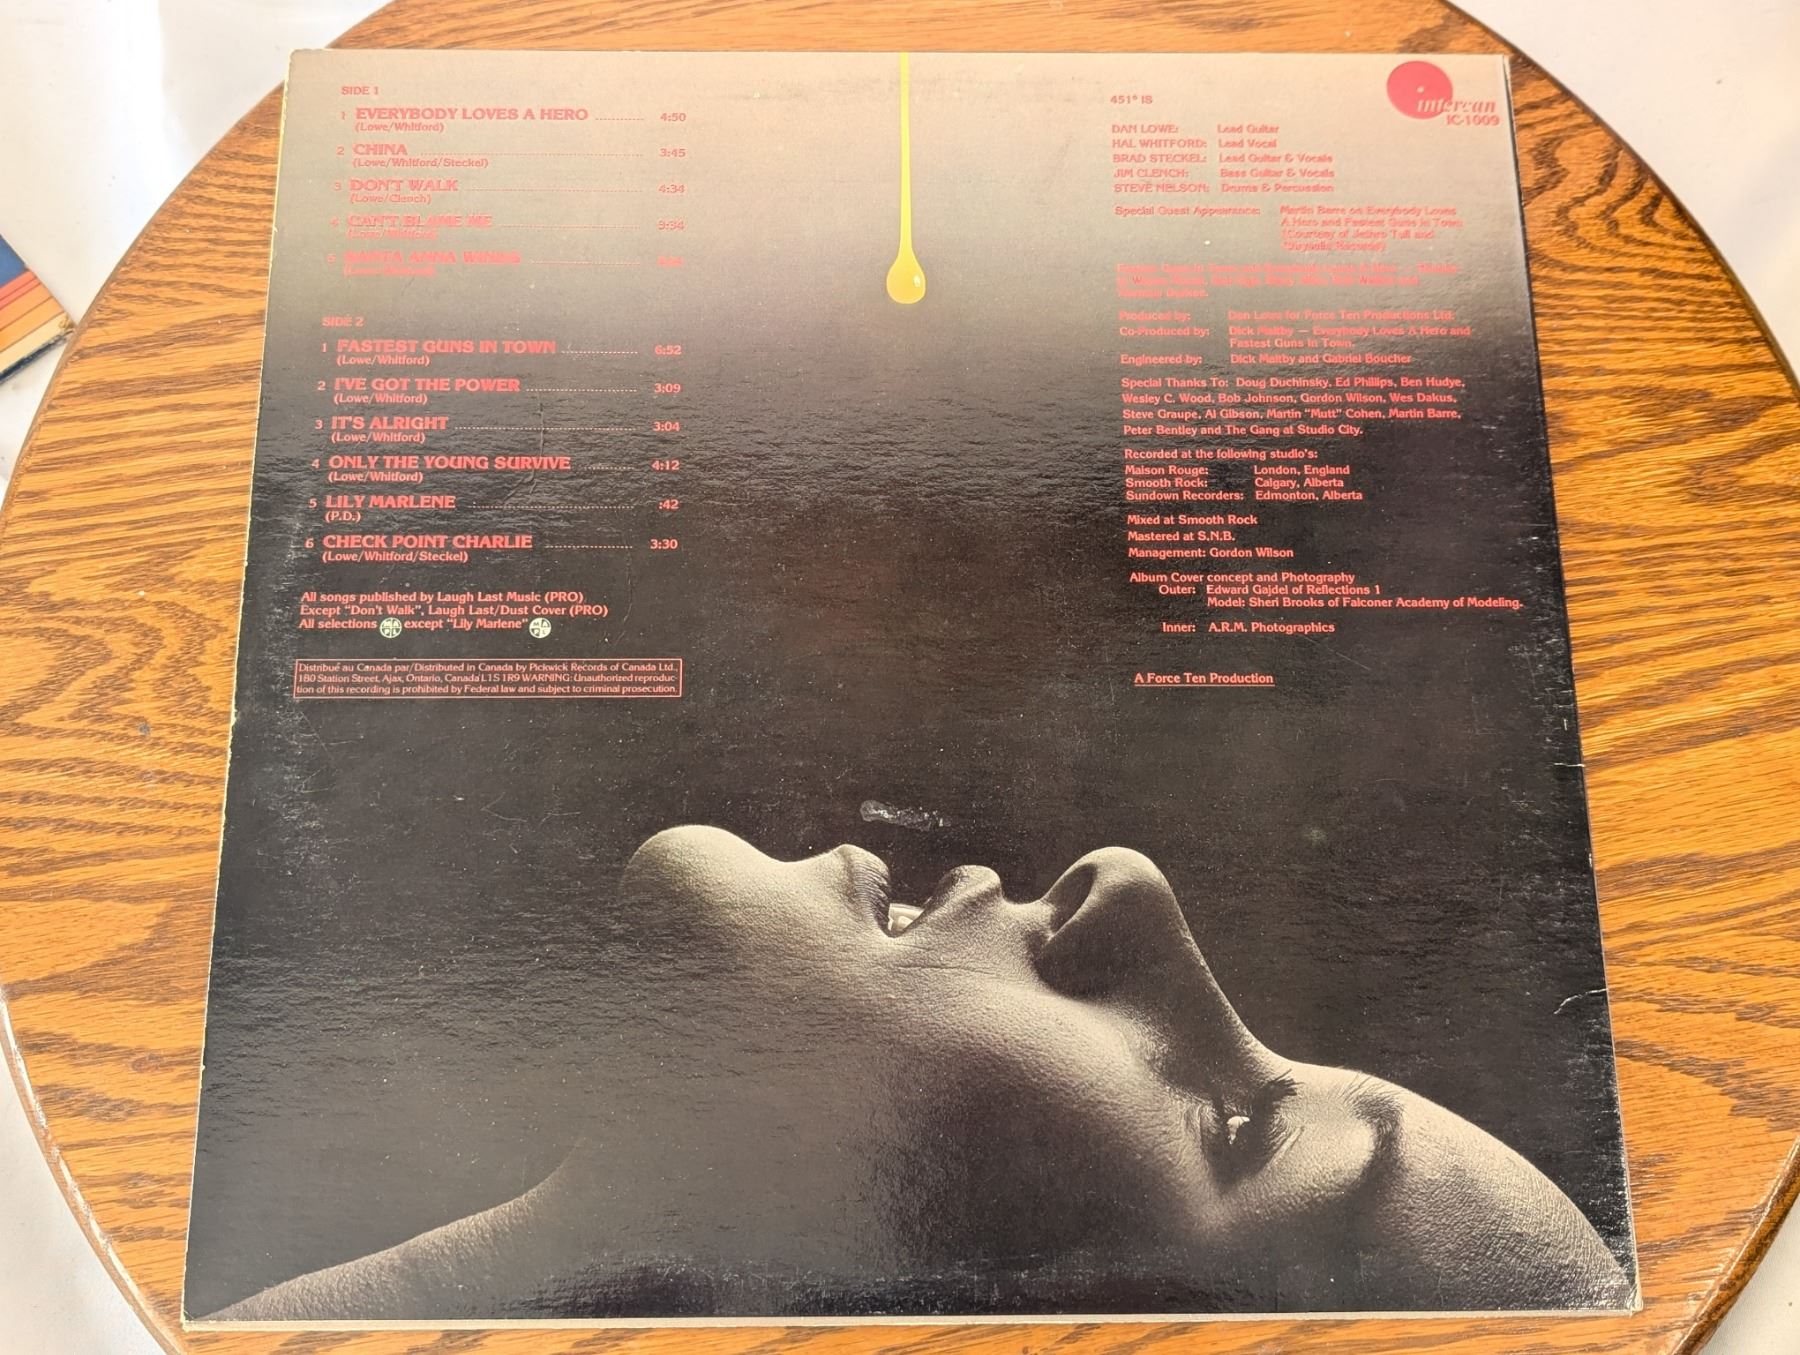 SIDE 1
1 EVERYBODY LOVES A HERO 4:50
(Lowe/Whitford)
2 CHINA 3:45
(Lowe/Whitford/Steckel)
3 DON'T WALK 4:34
(Lowe/Clench)
4 CAN'T BLAME ME 3:34
(Lowe/Whitford)
5 SANTA ANNA WINDS
SIDE 2
1 FASTEST GUNS IN TOWN 6:52
(Lowe/Whitford)
2 I'VE GOT THE POWER 3:09
(Lowe/Whitford)
3 IT'S ALRIGHT 3:04
(Lowe/Whitford)
4 ONLY THE YOUNG SURVIVE 4:12
(Lowe/Whitford)
5 LILY MARLENE :42
(P.D.)
6 CHECK POINT CHARLIE 3:30
(Lowe/Whitford/Steckel)
All songs published by Laugh Last Music (PRO)
Except "Don't Walk", Laugh Last/Dust Cover (PRO)
All selections MAPL except "Lily Marlene" MAPL
Distribué au Canada par/Distributed in Canada by Pickwick Records of Canada Ltd.,
180 Station Street, Ajax, Ontario, Canada L1S 1R9 WARNING: Unauthorized reproduc-
tion of this recording is prohibited by Federal law and subject to criminal prosecution.
intercan
IC-1009
451° IS
DAN LOWE: Lead Guitar
HAL WHITFORD: Lead Vocal
BRAD STECKEL: Lead Guitar & Vocals
JIM CLENCH: Bass Guitar & Vocals
STEVE NELSON: Drums & Percussion
Special Guest Appearance: Martin Barre on Everybody Loves
A Hero and Fastest Guns In Town
(Courtesy of Jethro Tull and
Chrysalis Records)
Produced by: Dan Lowe for Force Ten Productions Ltd.
Co-Produced by: Dick Maltby — Everybody Loves A Hero and
Fastest Guns In Town.
Engineered by: Dick Maltby and Gabriel Boucher
Special Thanks To: Doug Duchinsky, Ed Phillips, Ben Hudye,
Wesley C. Wood, Bob Johnson, Gordon Wilson, Wes Dakus,
Steve Graupe, Al Gibson, Martin "Mutt" Cohen, Martin Barre,
Peter Bentley and The Gang at Studio City.
Recorded at the following studio's:
Maison Rouge: London, England
Smooth Rock: Calgary, Alberta
Sundown Recorders: Edmonton, Alberta
Mixed at Smooth Rock
Mastered at S.N.B.
Management: Gordon Wilson
Album Cover concept and Photography
Outer: Edward Gajdel of Reflections 1
Model: Sheri Brooks of Falconer Academy of Modeling.
Inner: A.R.M. Photographics
A Force Ten Production